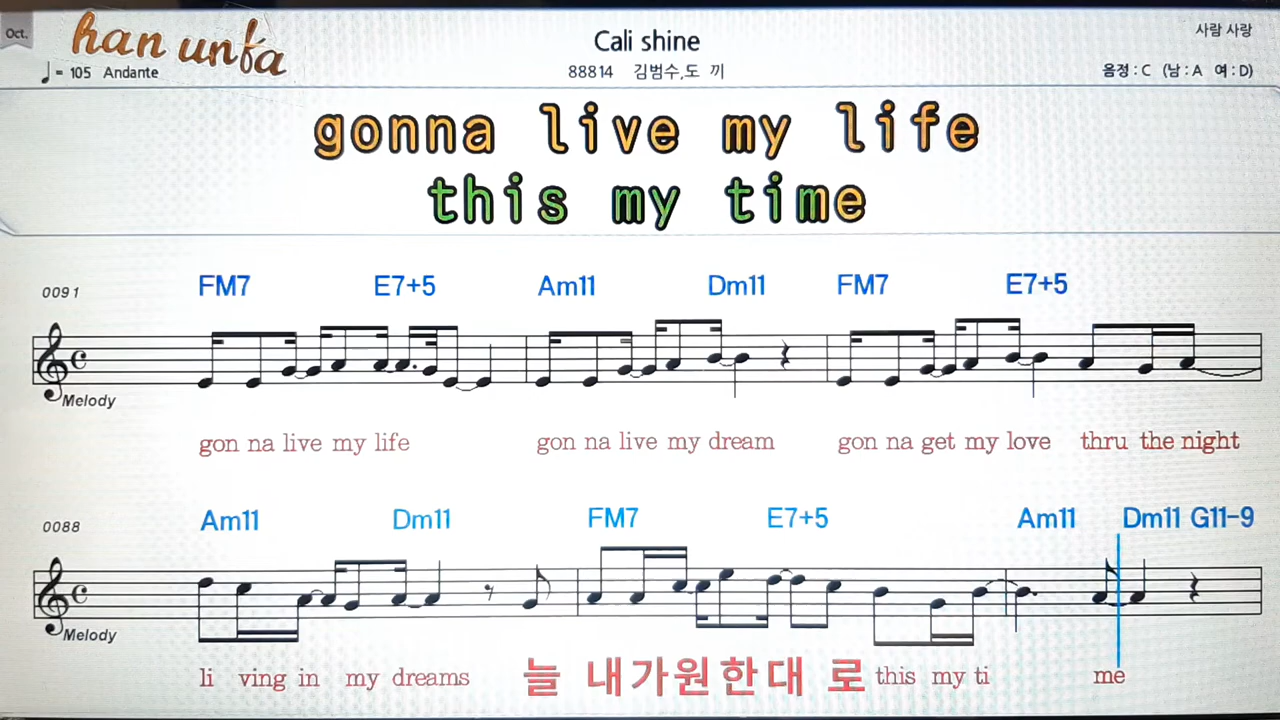 Oct.
han unfa
♩= 105 Andante
Cali shine
88814 김범수,도 끼
사람 사랑
음정 : C (남 : A 여 : D)
gonna live my life
this my time
0091
FM7 E7+5 Am11 Dm11 FM7 E7+5
Melody
gon na live my life gon na live my dream gon na get my love thru the night
0088
Am11 Dm11 FM7 E7+5 Am11 Dm11 G11-9
Melody
li ving in my dreams 늘 내가원한대 로 this my ti me